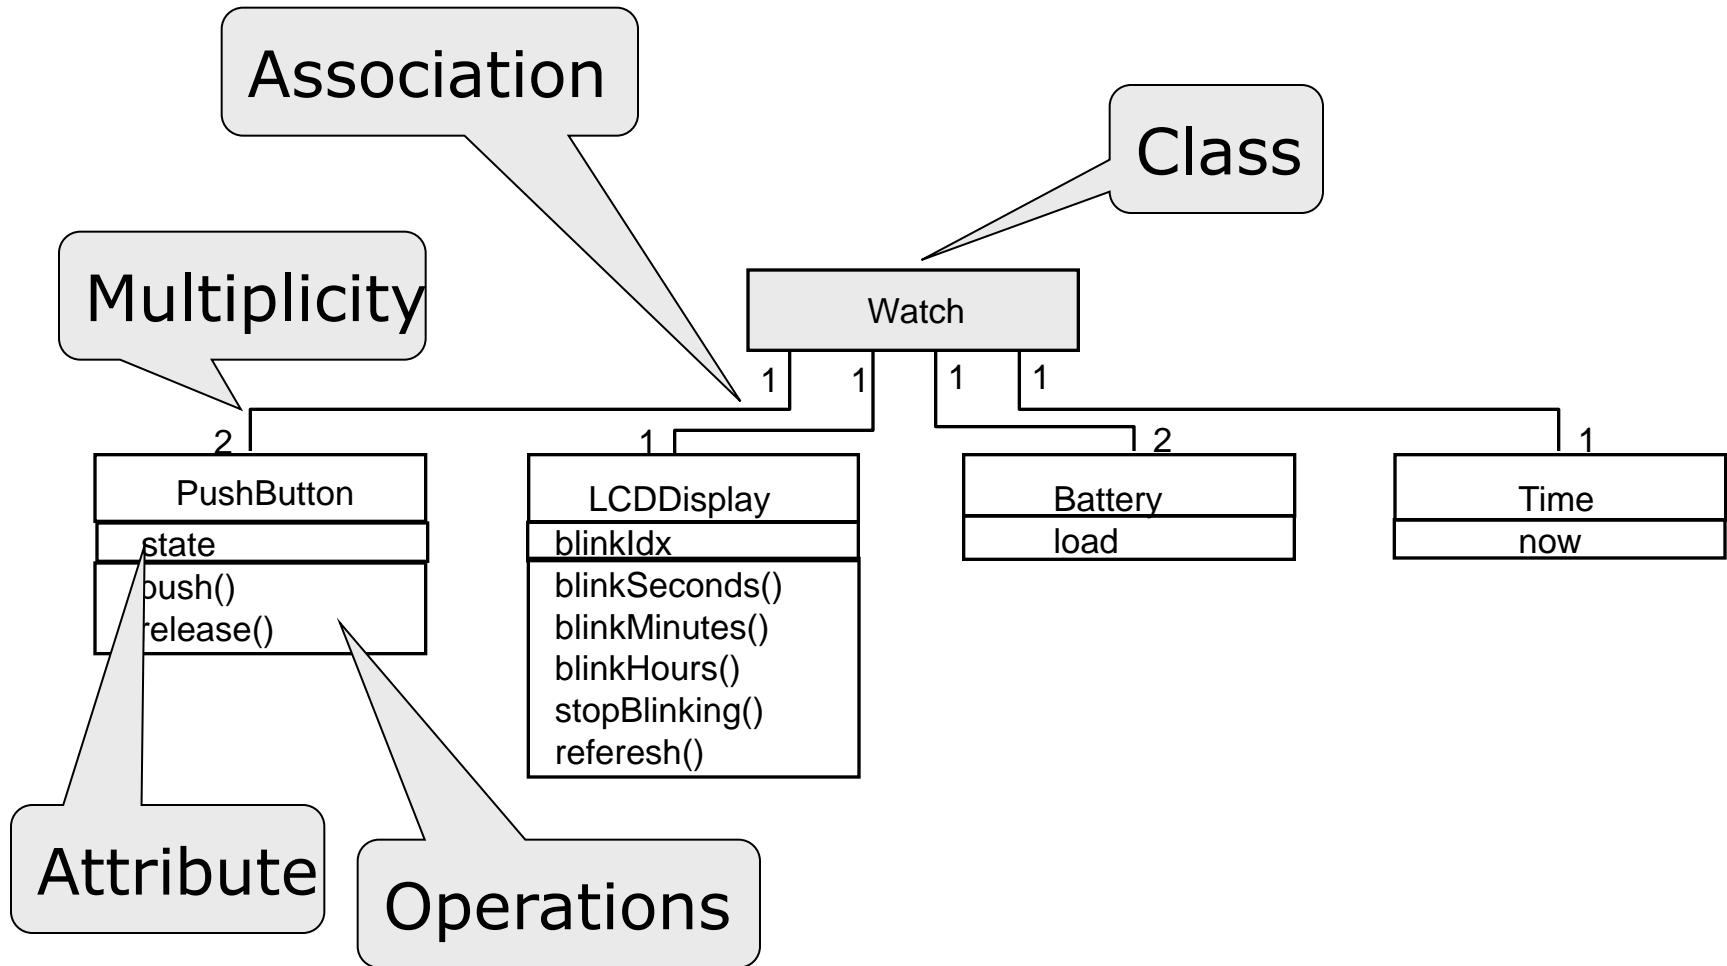 Association
Class
Multiplicity
Watch
1
1
1
1
2
1
2
1
PushButton
state
push()
release()
LCDDisplay
blinkIdx
blinkSeconds()
blinkMinutes()
blinkHours()
stopBlinking()
referesh()
Battery
load
Time
now
Attribute
Operations